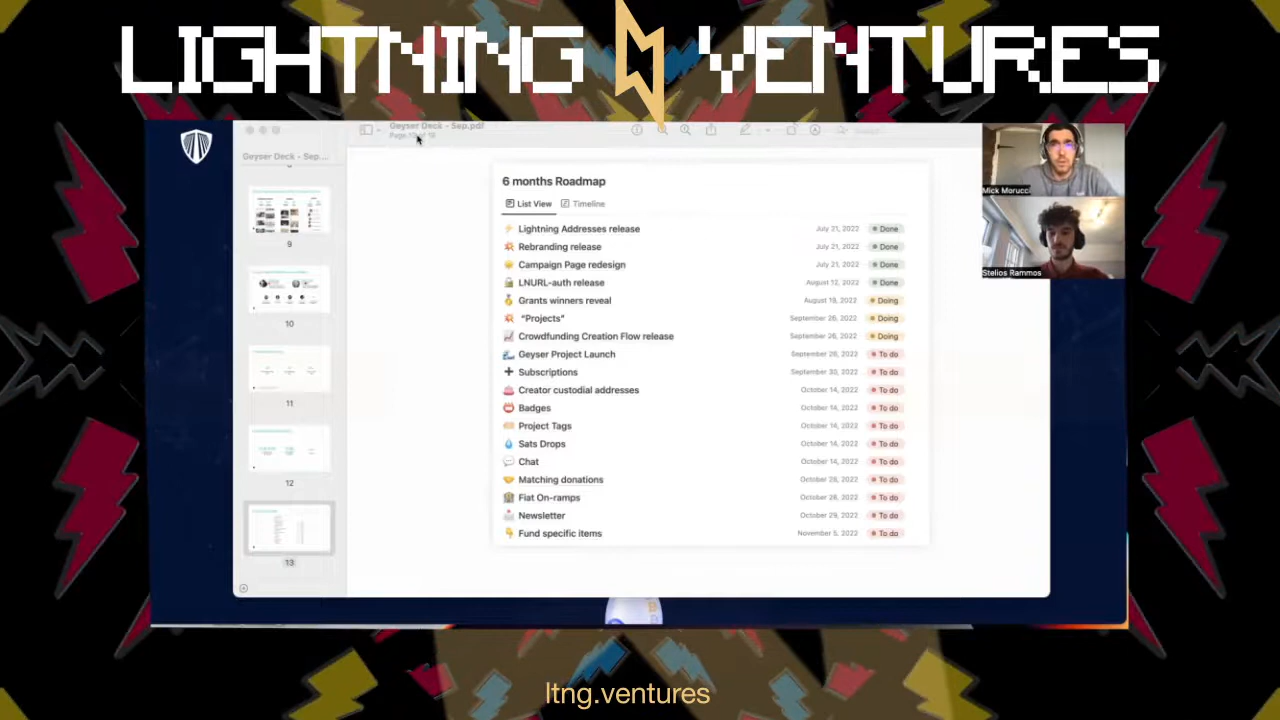 LIGHTNING VENTURES
Geyser Deck - Sep.pdf
Geyser Deck - Sep....
9
10
11
12
13
6 months Roadmap
List View Timeline
Lightning Addresses release July 21, 2022 Done
Rebranding release July 21, 2022 Done
Campaign Page redesign July 21, 2022 Done
LNURL-auth release August 12, 2022 Done
Grants winners reveal August 19, 2022 Doing
“Projects” September 26, 2022 Doing
Crowdfunding Creation Flow release September 26, 2022 Doing
Geyser Project Launch September 28, 2022 To do
Subscriptions September 30, 2022 To do
Creator custodial addresses October 14, 2022 To do
Badges October 14, 2022 To do
Project Tags October 14, 2022 To do
Sats Drops October 14, 2022 To do
Chat October 14, 2022 To do
Matching donations October 28, 2022 To do
Fiat On-ramps October 28, 2022 To do
Newsletter October 29, 2022 To do
Fund specific items November 5, 2022 To do
Mick Morucci
Stelios Rammos
ltng.ventures